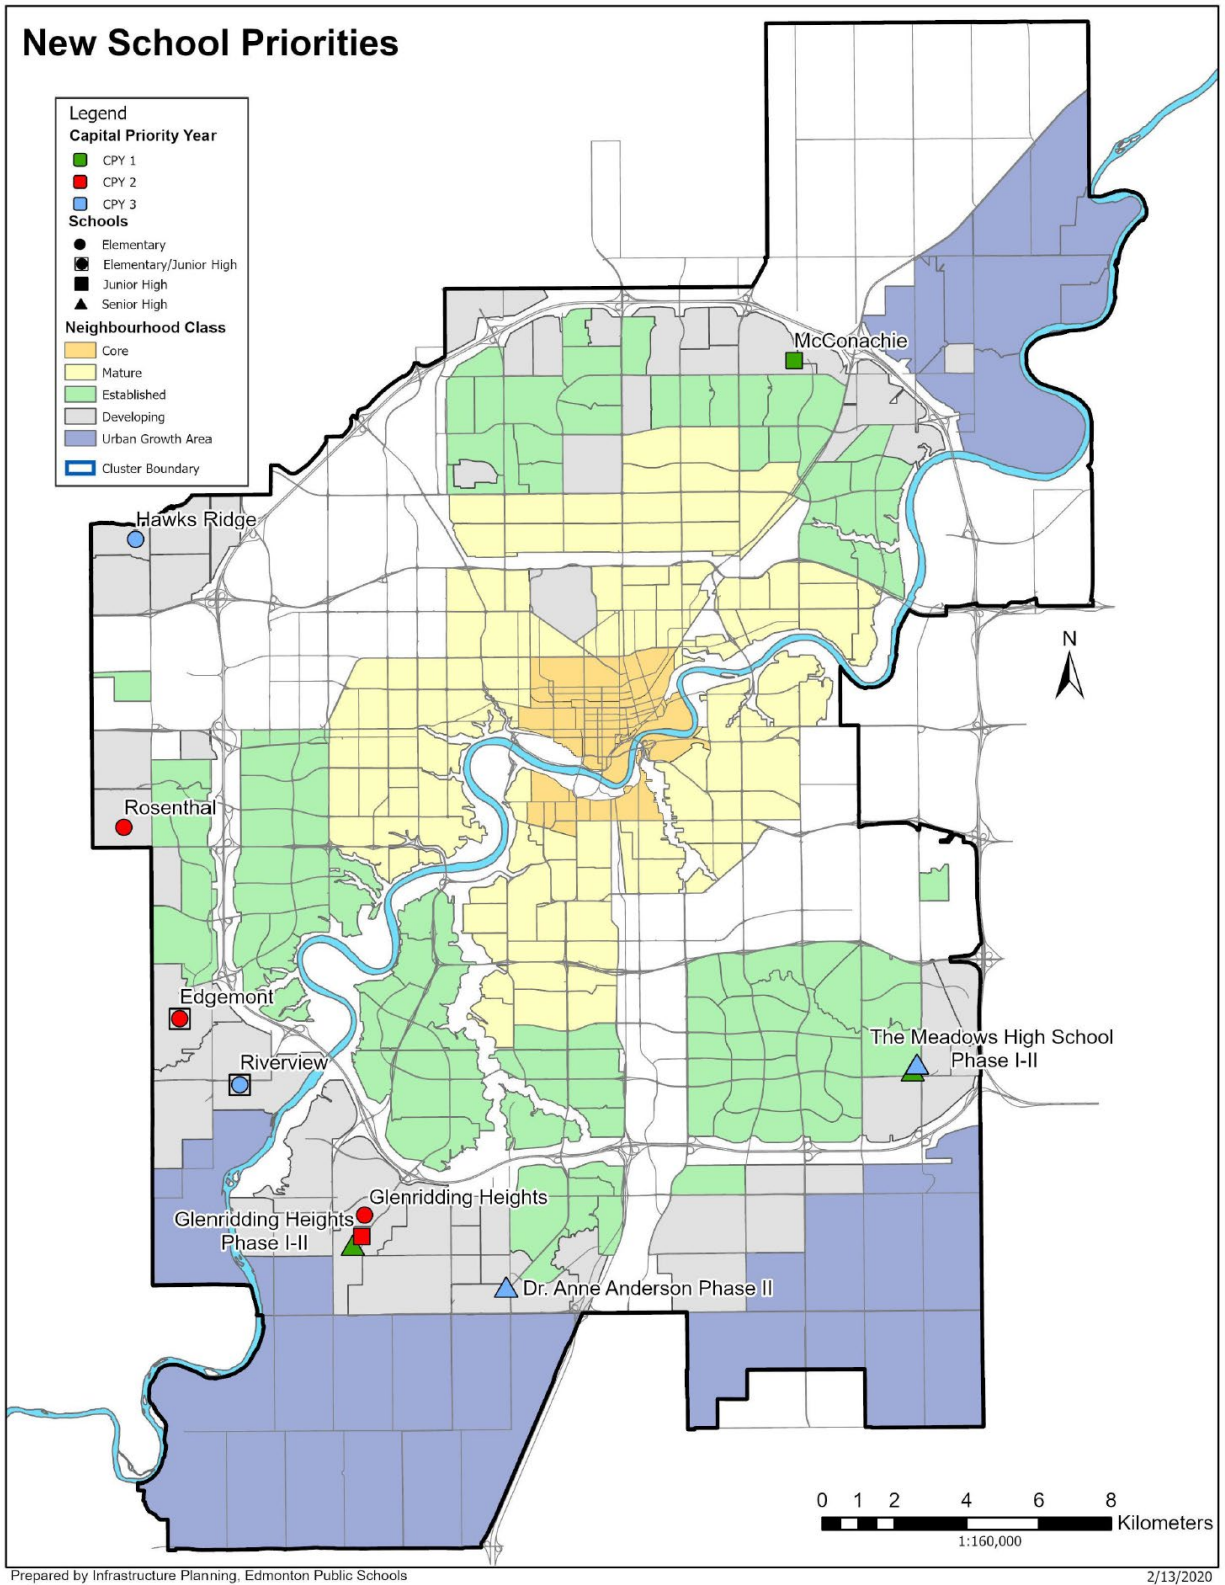 New School Priorities
Legend
Capital Priority Year
CPY 1
CPY 2
CPY 3
Schools
Elementary
Elementary/Junior High
Junior High
Senior High
Neighbourhood Class
Core
Mature
Established
Developing
Urban Growth Area
Cluster Boundary
McConachie
Hawks Ridge
N
Rosenthal
Edgemont
Riverview
The Meadows High School
Phase I-II
Glenridding Heights
Glenridding Heights
Phase I-II
Dr. Anne Anderson Phase II
0 1 2 4 6 8
Kilometers
1:160,000
Prepared by Infrastructure Planning, Edmonton Public Schools
2/13/2020